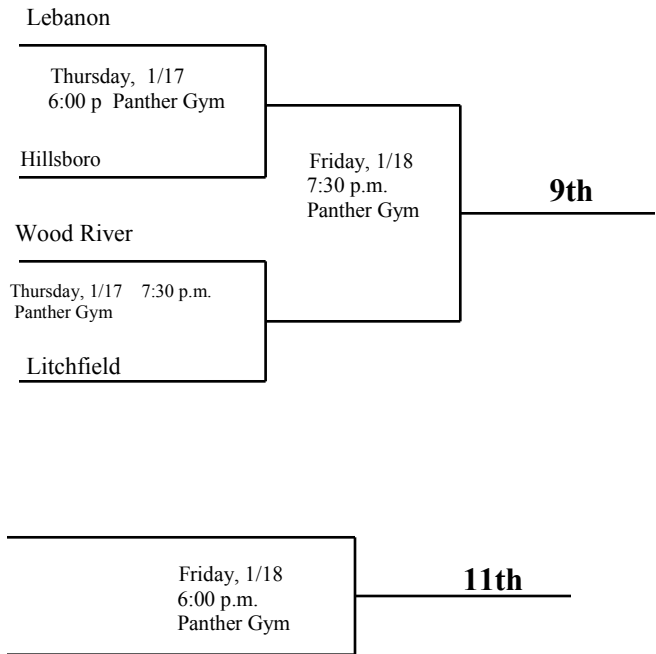 Lebanon
Thursday, 1/17
6:00 p Panther Gym
Hillsboro
Friday, 1/18
7:30 p.m.
Panther Gym
9th
Wood River
Thursday, 1/17 7:30 p.m.
Panther Gym
Litchfield
Friday, 1/18
6:00 p.m.
Panther Gym
11th